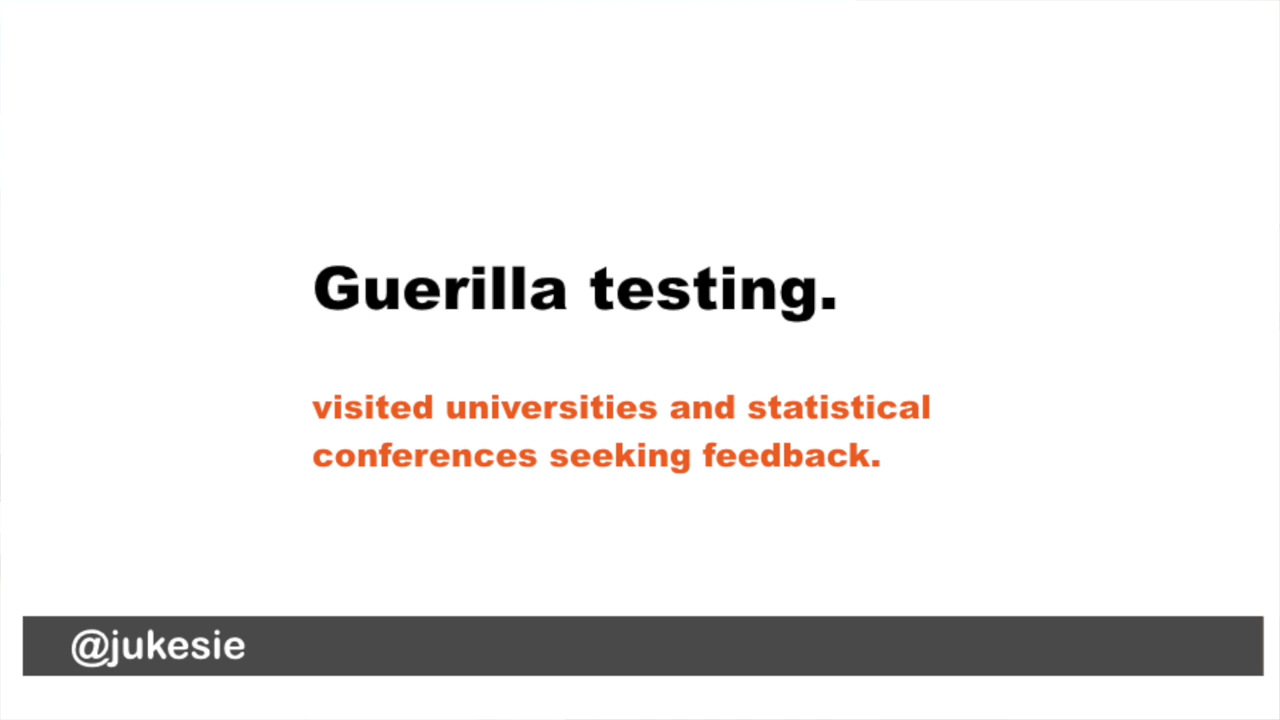 Guerilla testing.
visited universities and statistical
conferences seeking feedback.
@jukesie